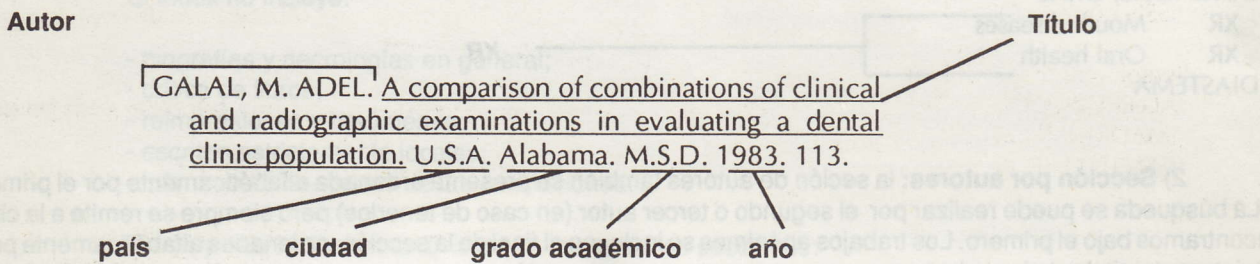 Autor
Título
GALAL, M. ADEL. A comparison of combinations of clinical
and radiographic examinations in evaluating a dental
clinic population. U.S.A. Alabama. M.S.D. 1983. 113.
país ciudad grado académico año